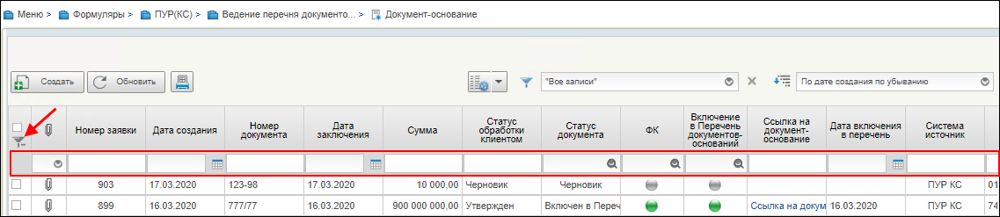 Меню > Формуляры > ПУР(КС) > Ведение перечня документо... > Документ-основание
Создать Обновить "Все записи" По дате создания по убыванию
Номер заявки Дата создания Номер документа Дата заключения Сумма Статус обработки клиентом Статус документа ФК Включение в Перечень документов-оснований Ссылка на документ-основание Дата включения в перечень Система источник
903 17.03.2020 123-98 17.03.2020 10 000,00 Черновик Черновик ПУР КС 01
899 16.03.2020 777/77 16.03.2020 900 000 000,00 Утвержден Включен в Переч Ссылка на докум 16.03.2020 ПУР КС 74